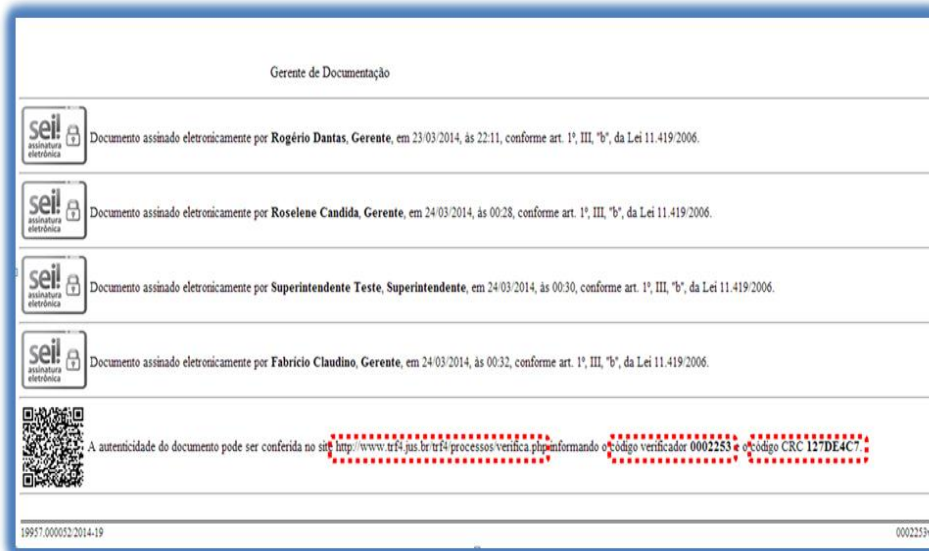 Gerente de Documentação
sei!
assinatura
eletrônica
Documento assinado eletronicamente por Rogério Dantas, Gerente, em 23/03/2014, às 22:11, conforme art. 1º, III, "b", da Lei 11.419/2006.
sei!
assinatura
eletrônica
Documento assinado eletronicamente por Roselene Candida, Gerente, em 24/03/2014, às 00:28, conforme art. 1º, III, "b", da Lei 11.419/2006.
sei!
assinatura
eletrônica
Documento assinado eletronicamente por Superintendente Teste, Superintendente, em 24/03/2014, às 00:30, conforme art. 1º, III, "b", da Lei 11.419/2006.
sei!
assinatura
eletrônica
Documento assinado eletronicamente por Fabrício Claudino, Gerente, em 24/03/2014, às 00:32, conforme art. 1º, III, "b", da Lei 11.419/2006.
A autenticidade do documento pode ser conferida no site http://www.trf4.jus.br/trf4/processos/verifica.php informando o código verificador 0002253 e o código CRC 127DE4C7.
19957.000052/2014-19 0002253v